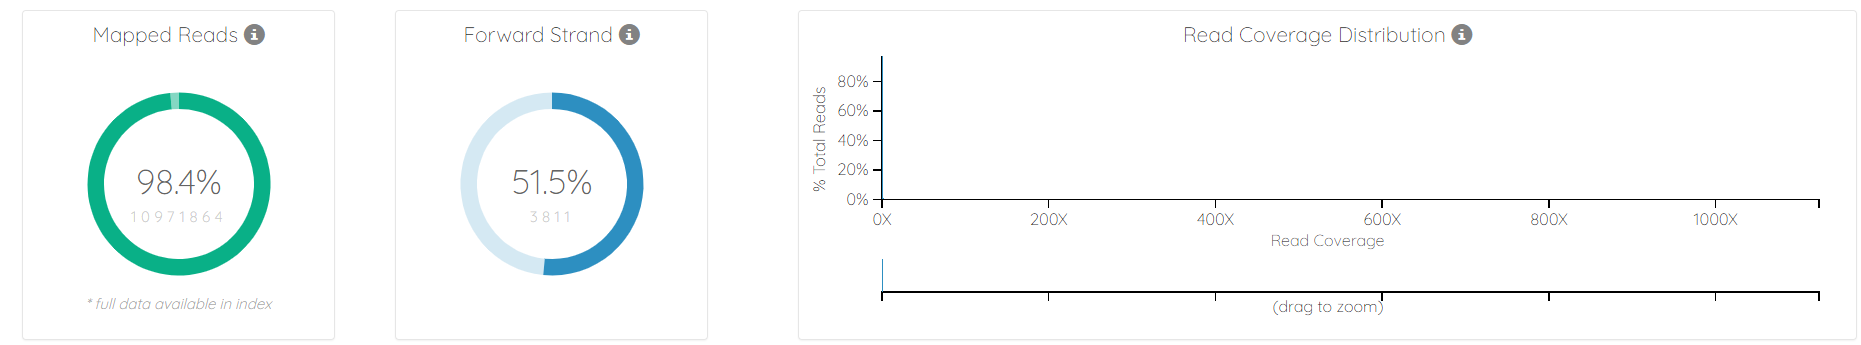 Mapped Reads
98.4%
10971864
* full data available in index
Forward Strand
51.5%
3811
Read Coverage Distribution
% Total Reads
80%
60%
40%
20%
0%
0X 200X 400X 600X 800X 1000X
Read Coverage
(drag to zoom)